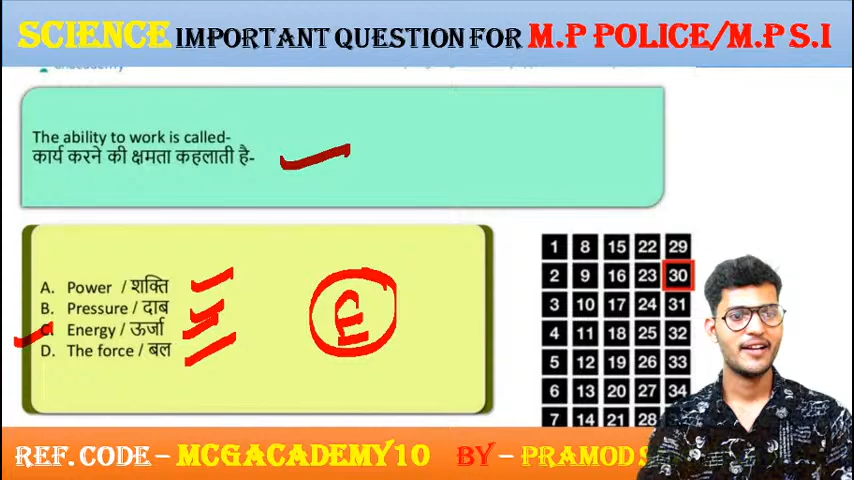 SCIENCE IMPORTANT QUESTION FOR M.P POLICE/M.P S.I
The ability to work is called-
कार्य करने की क्षमता कहलाती है-
A. Power / शक्ति
B. Pressure / दाब
C. Energy / ऊर्जा
D. The force / बल
E
1 8 15 22 29
2 9 16 23 30
3 10 17 24 31
4 11 18 25 32
5 12 19 26 33
6 13 20 27 34
7 14 21 28
REF. CODE - MCGACADEMY10 BY - PRAMOD